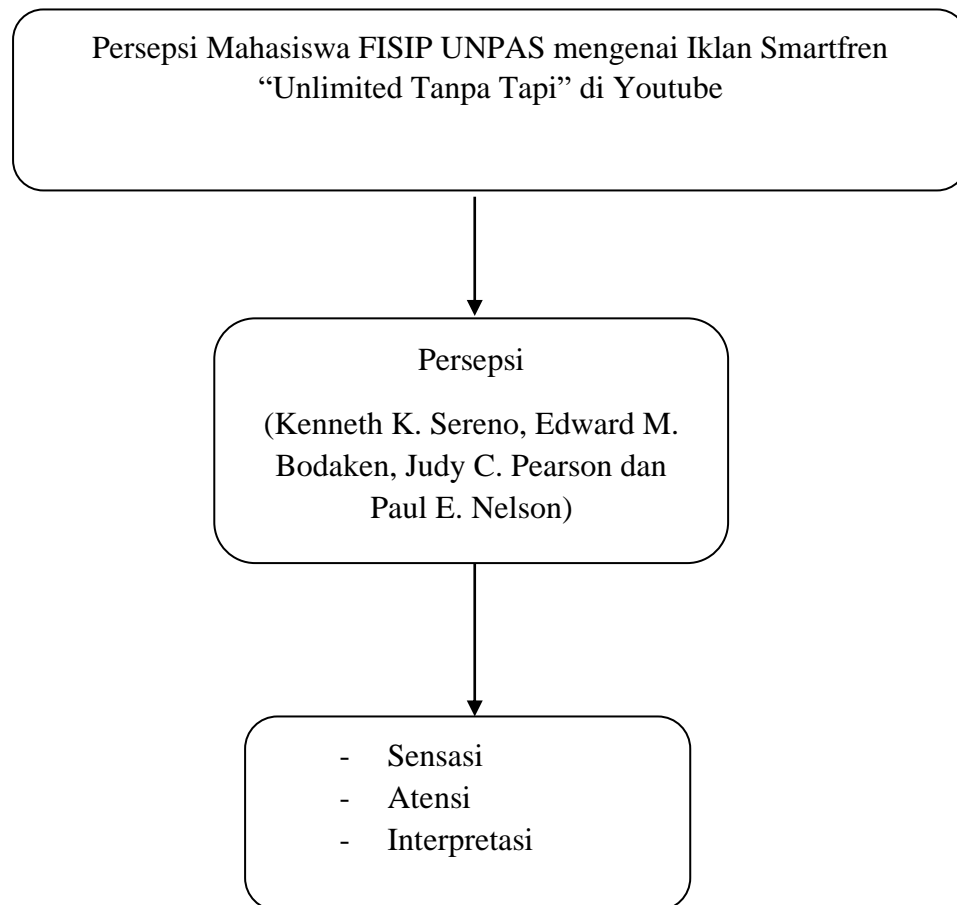 Persepsi Mahasiswa FISIP UNPAS mengenai Iklan Smartfren
“Unlimited Tanpa Tapi” di Youtube
Persepsi
(Kenneth K. Sereno, Edward M.
Bodaken, Judy C. Pearson dan
Paul E. Nelson)
- Sensasi
- Atensi
- Interpretasi